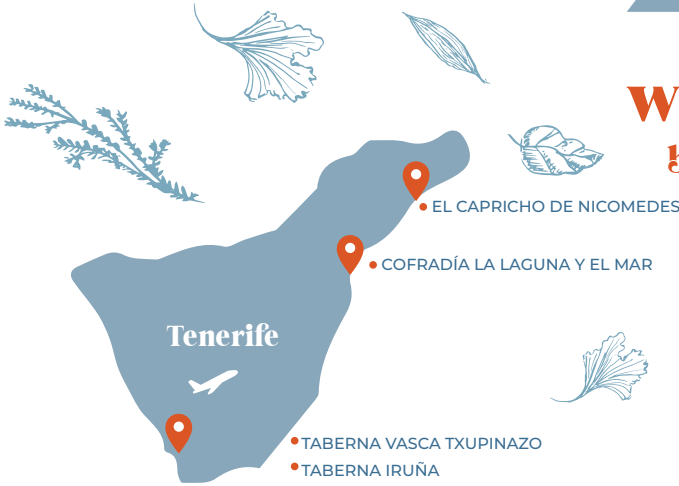 EL CAPRICHO DE NICOMEDES
COFRADÍA LA LAGUNA Y EL MAR
Tenerife
TABERNA VASCA TXUPINAZO
TABERNA IRUÑA